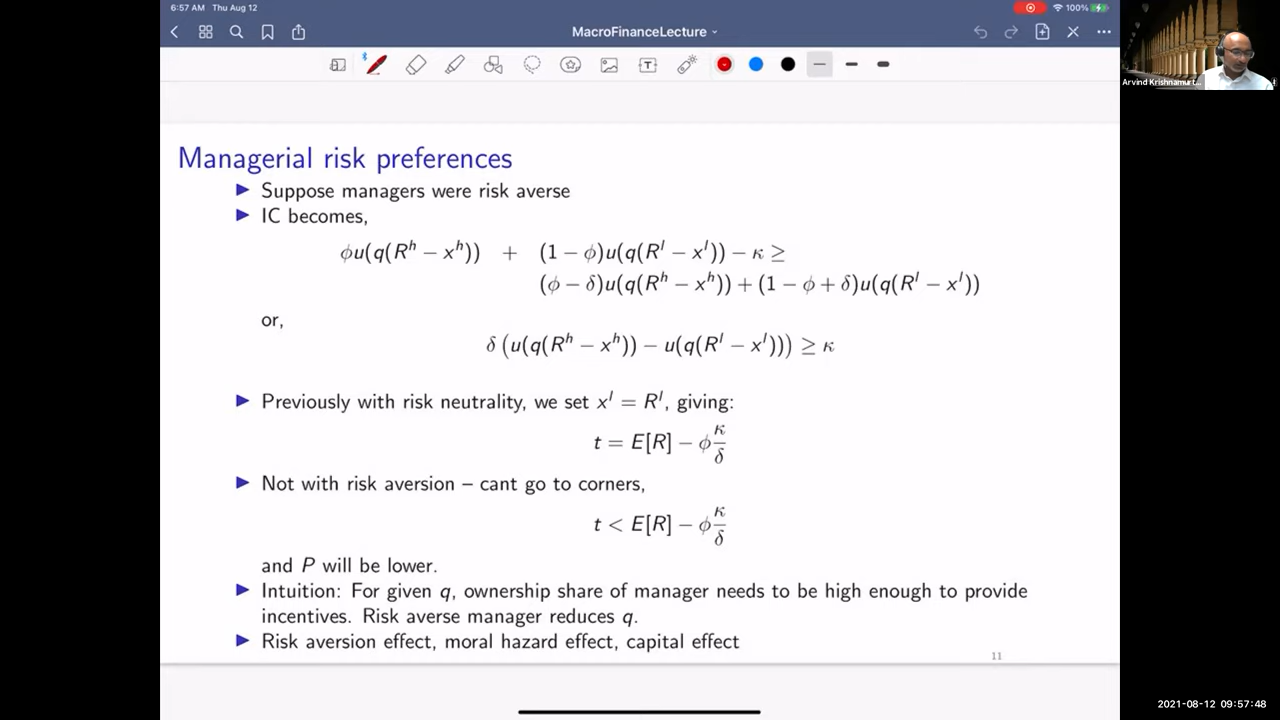 6:57 AM Thu Aug 12
100%
MacroFinanceLecture
Arvind Krishnamurt...
Managerial risk preferences
▶ Suppose managers were risk averse
▶ IC becomes,
ϕu(q(R^h − x^h)) + (1 − ϕ)u(q(R^l − x^l)) − κ ≥
(ϕ − δ)u(q(R^h − x^h)) + (1 − ϕ + δ)u(q(R^l − x^l))
or,
δ (u(q(R^h − x^h)) − u(q(R^l − x^l))) ≥ κ
▶ Previously with risk neutrality, we set x^l = R^l, giving:
t = E[R] − ϕ κ/δ
▶ Not with risk aversion – cant go to corners,
t < E[R] − ϕ κ/δ
and P will be lower.
▶ Intuition: For given q, ownership share of manager needs to be high enough to provide
incentives. Risk averse manager reduces q.
▶ Risk aversion effect, moral hazard effect, capital effect
11
2021-08-12 09:57:48